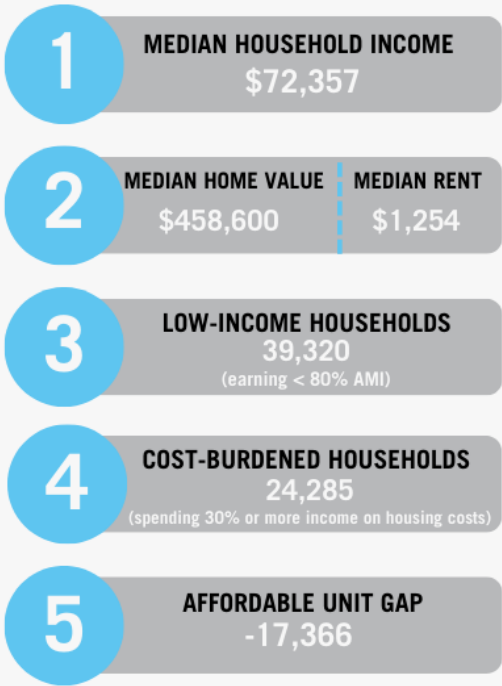 1
MEDIAN HOUSEHOLD INCOME
$72,357
2
MEDIAN HOME VALUE
$458,600
MEDIAN RENT
$1,254
3
LOW-INCOME HOUSEHOLDS
39,320
(earning < 80% AMI)
4
COST-BURDENED HOUSEHOLDS
24,285
(spending 30% or more income on housing costs)
5
AFFORDABLE UNIT GAP
-17,366